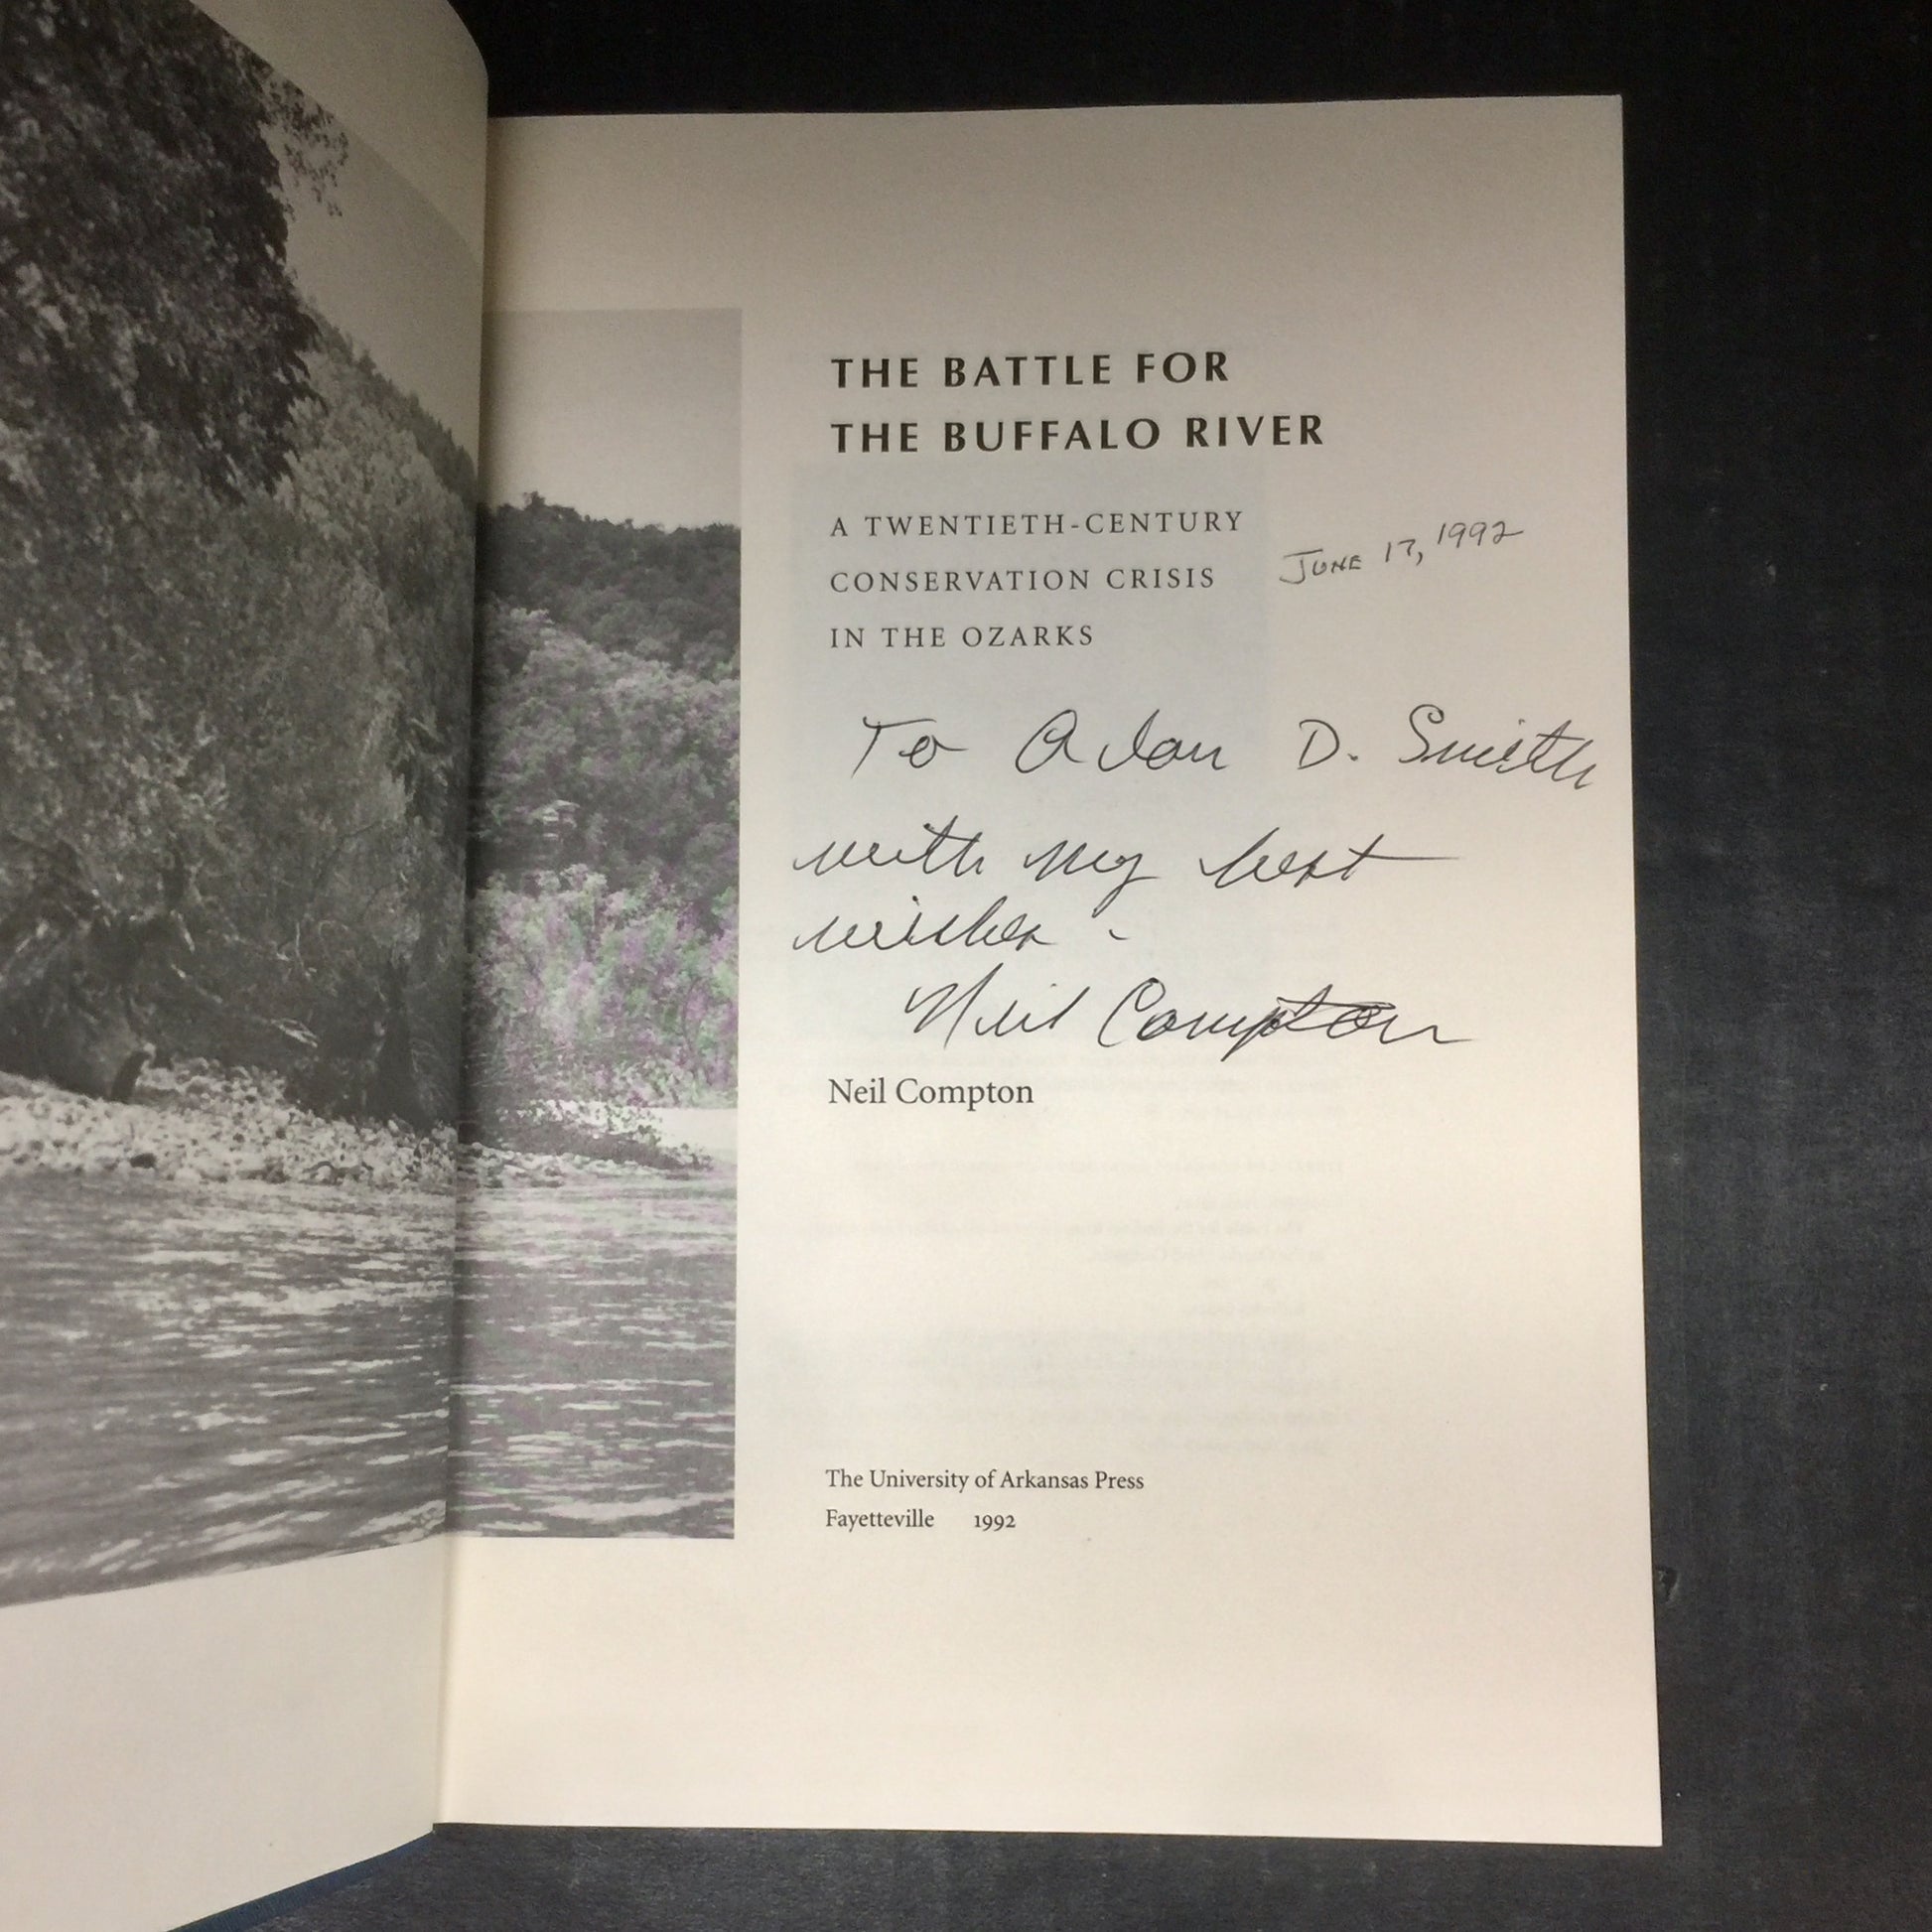 THE BATTLE FOR
THE BUFFALO RIVER
A TWENTIETH-CENTURY
CONSERVATION CRISIS
IN THE OZARKS
JUNE 17, 1992
To Alan D. Smith
with my best
wishes -
Neil Compton
Neil Compton
The University of Arkansas Press
Fayetteville 1992